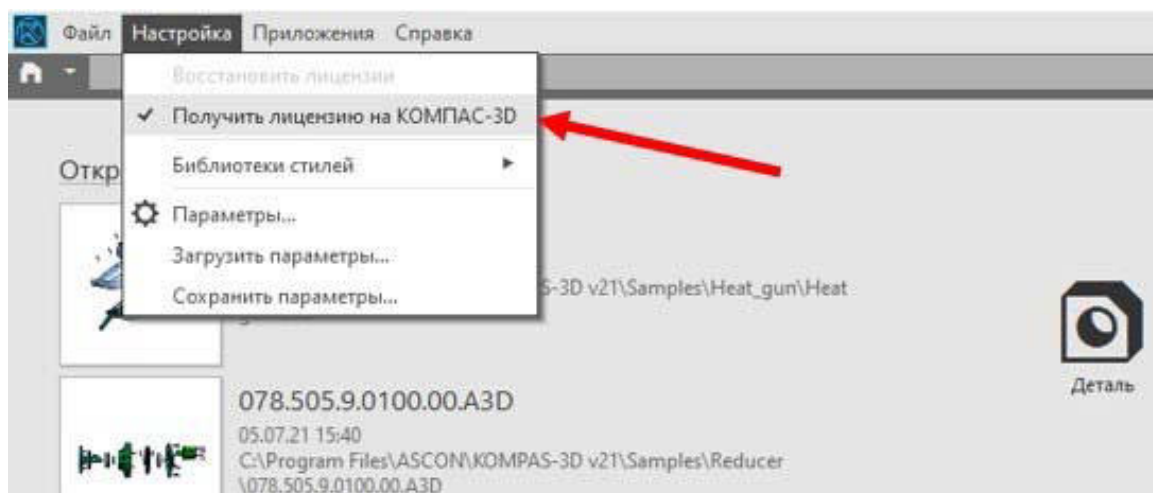 Файл Настройка Приложения Справка
Восстановить лицензии
Получить лицензию на КОМПАС-3D
Откр
Библиотеки стилей
Параметры...
Загрузить параметры...
Сохранить параметры...
S-3D v21\Samples\Heat_gun\Heat
Деталь
078.505.9.0100.00.A3D
05.07.21 15:40
C:\Program Files\ASCON\KOMPAS-3D v21\Samples\Reducer
\078.505.9.0100.00.A3D